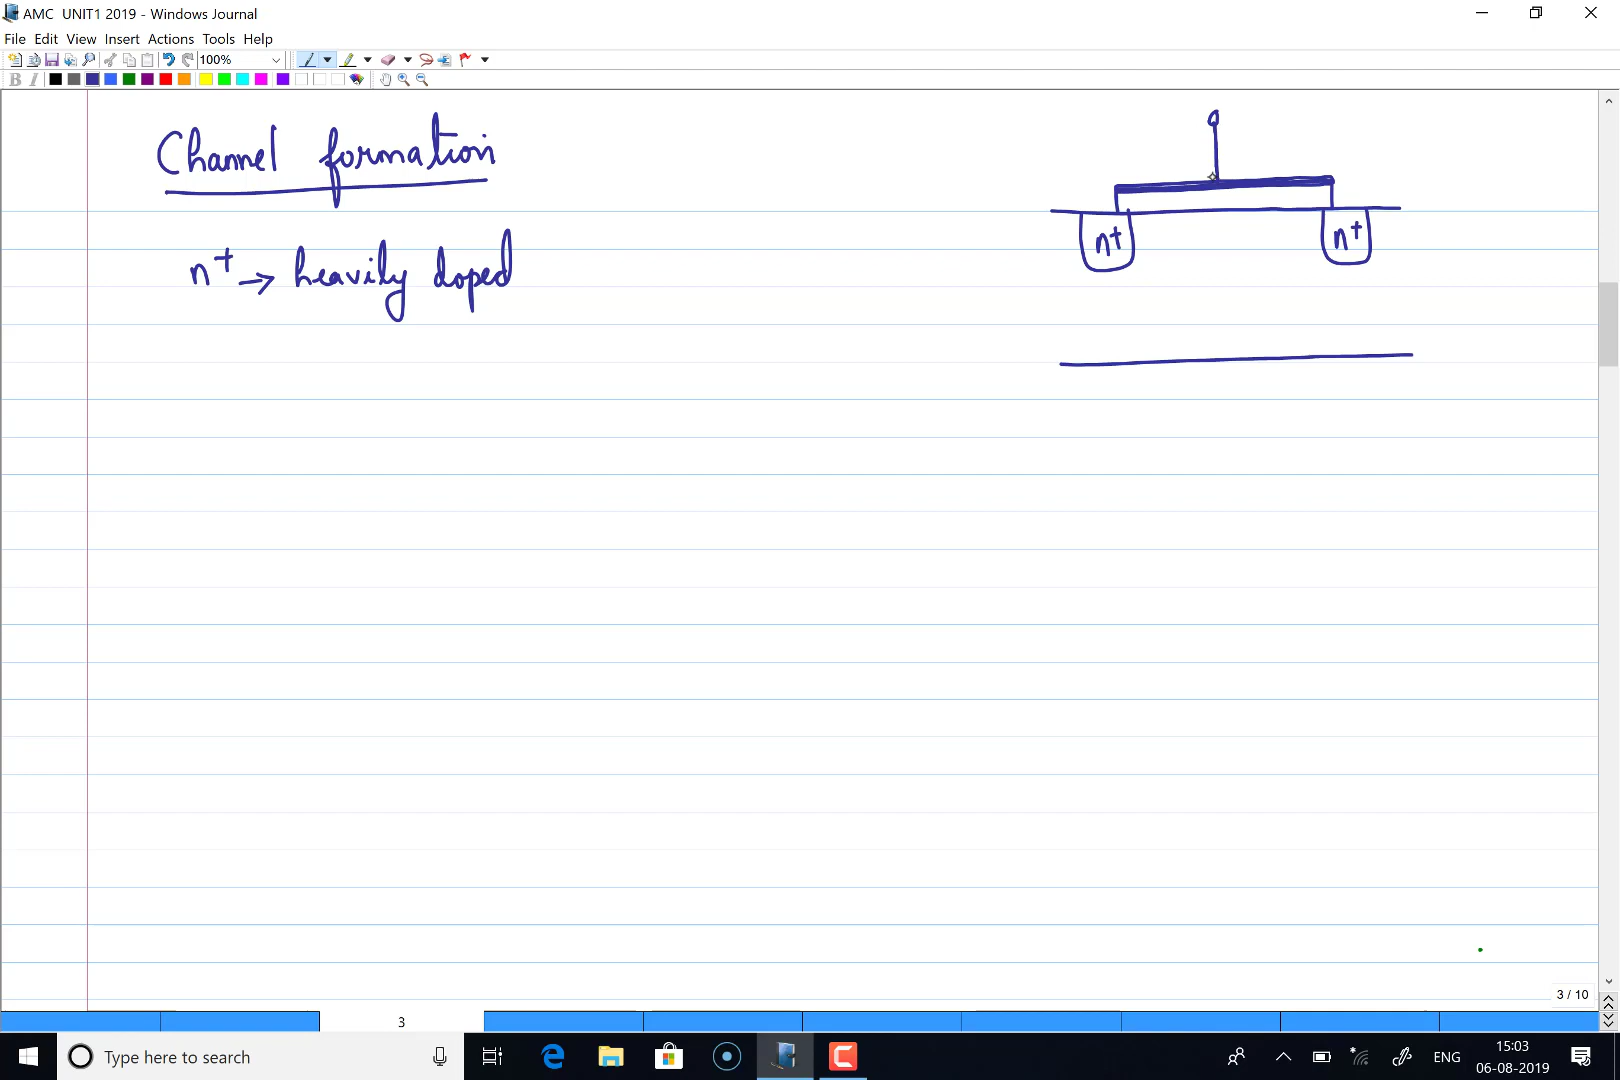 AMC UNIT1 2019 - Windows Journal
File Edit View Insert Actions Tools Help
100%
B I
Channel formation
n+ → heavily doped
n+ n+
3 / 10
3
Type here to search
ENG
15:03
06-08-2019